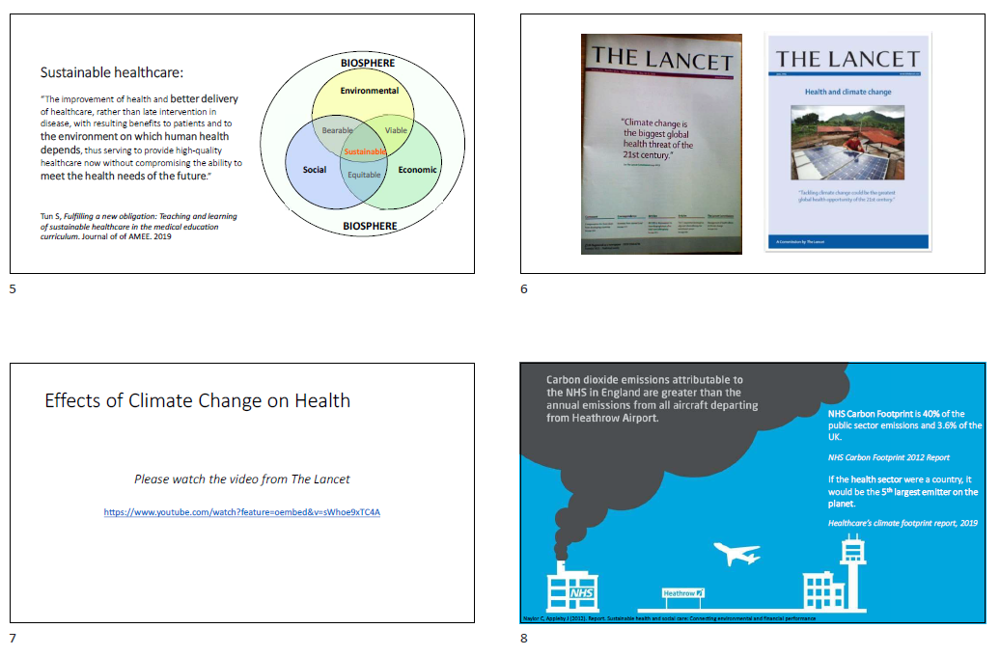 Sustainable healthcare:
"The improvement of health and better delivery
of healthcare, rather than late intervention in
disease, with resulting benefits to patients and to
the environment on which human health
depends, thus serving to provide high-quality
healthcare now without compromising the ability to
meet the health needs of the future."
Tun S, Fulfilling a new obligation: Teaching and learning
of sustainable healthcare in the medical education
curriculum. Journal of of AMEE. 2019
BIOSPHERE
Environmental
Bearable
Viable
Sustainable
Social
Economic
Equitable
BIOSPHERE
5
THE LANCET
"Climate change is
the biggest global
health threat of the
21st century."
THE LANCET
Health and climate change
"Tackling climate change could be the greatest
global health opportunity of the 21st century."
A Commission by The Lancet
6
Effects of Climate Change on Health
Please watch the video from The Lancet
https://www.youtube.com/watch?feature=oembed&v=sWhoe9xTC4A
7
Carbon dioxide emissions attributable to
the NHS in England are greater than the
annual emissions from all aircraft departing
from Heathrow Airport.
NHS Carbon Footprint is 40% of the
public sector emissions and 3.6% of the
UK.
NHS Carbon Footprint 2012 Report
If the health sector were a country, it
would be the 5th largest emitter on the
planet.
Healthcare's climate footprint report, 2019
NHS
Heathrow
Naylor C, Appleby J (2012). Report. Sustainable health and social care: Connecting environmental and financial performance
8